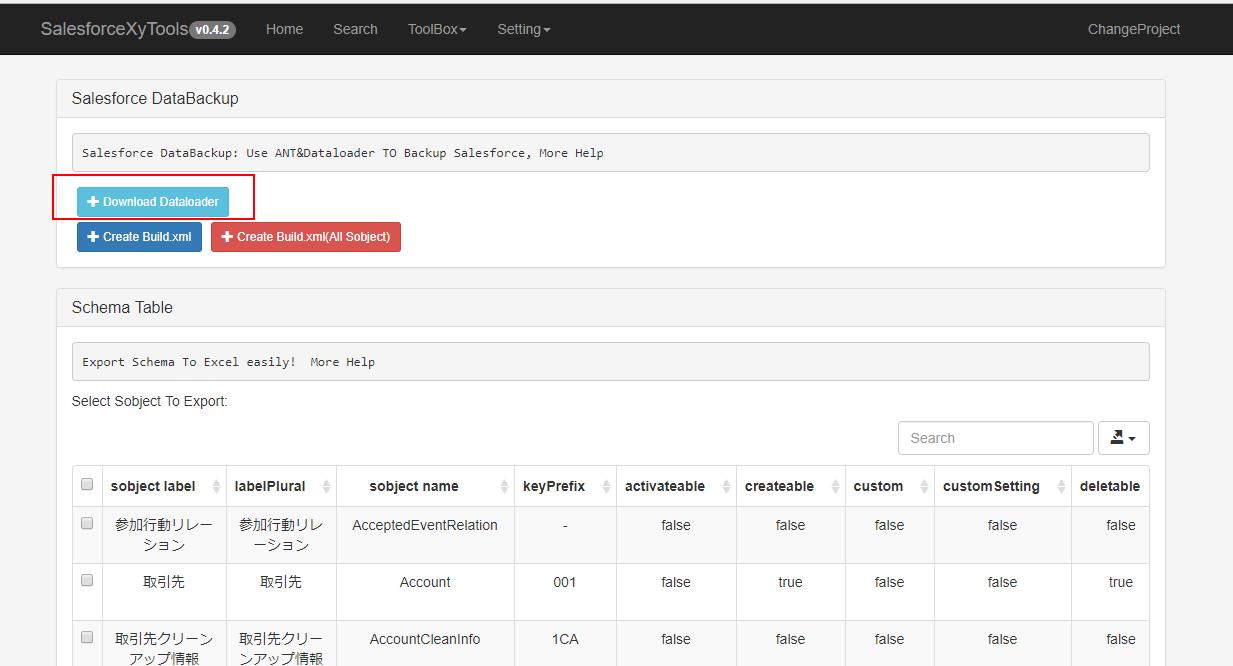 SalesforceXyTools v0.4.2 Home Search ToolBox Setting ChangeProject
Salesforce DataBackup
Salesforce DataBackup: Use ANT&Dataloader TO Backup Salesforce, More Help
Download Dataloader
Create Build.xml Create Build.xml(All Sobject)
Schema Table
Export Schema To Excel easily! More Help
Select Sobject To Export:
Search
sobject label labelPlural sobject name keyPrefix activateable createable custom customSetting deletable
参加行動リレー 参加行動リレ AcceptedEventRelation - false false false false false
ション ーション
取引先 取引先 Account 001 false true false false true
取引先クリーン 取引先クリー AccountCleanInfo 1CA false false false false false
アップ情報 ンアップ情報